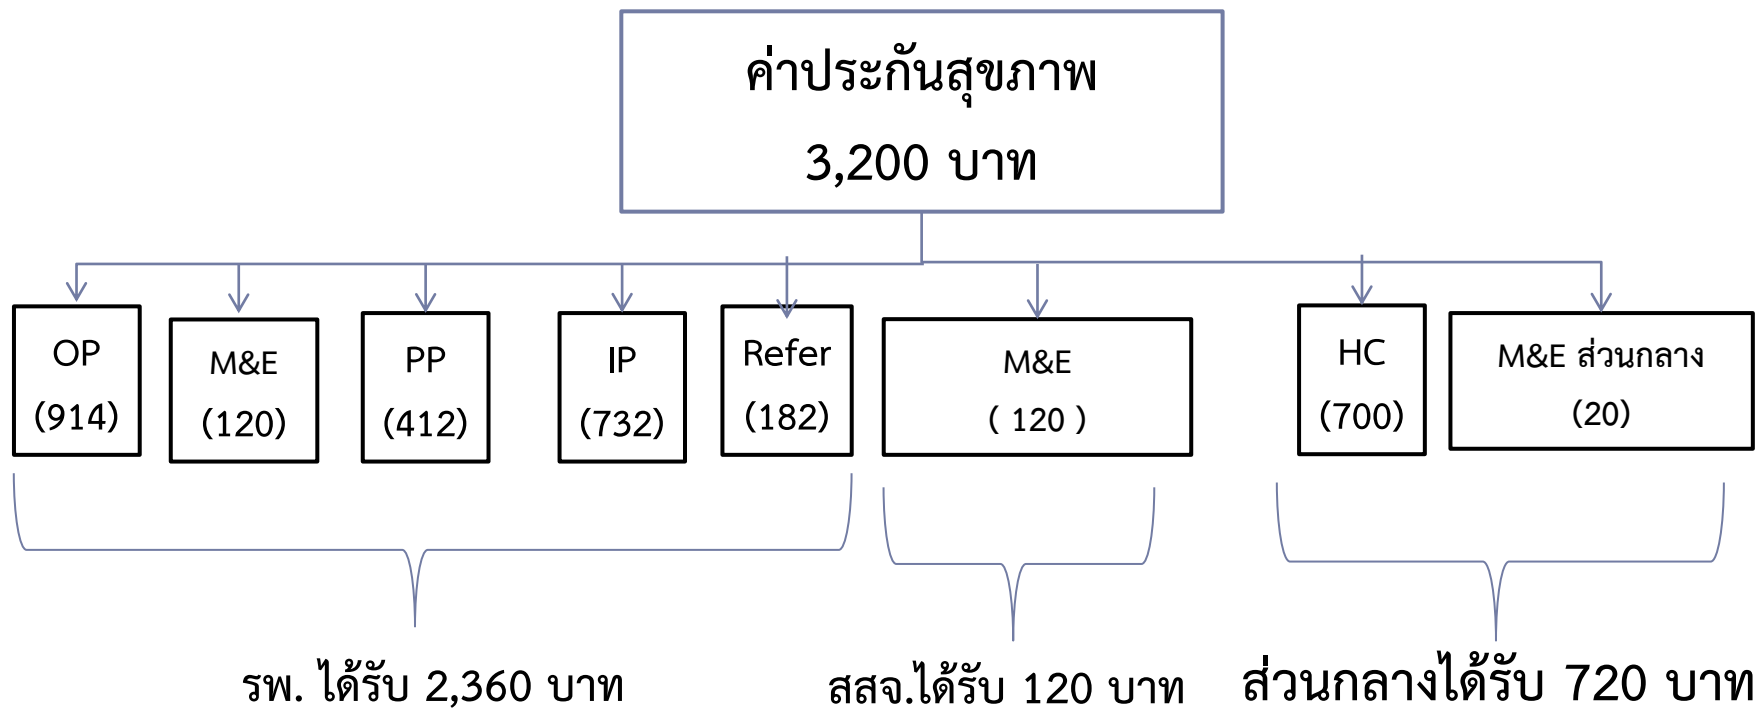 ค่าประกันสุขภาพ
3,200 บาท
OP
(914)
M&E
(120)
PP
(412)
IP
(732)
Refer
(182)
M&E
( 120 )
HC
(700)
M&E ส่วนกลาง
(20)
รพ. ได้รับ 2,360 บาท
สสจ.ได้รับ 120 บาท
ส่วนกลางได้รับ 720 บาท